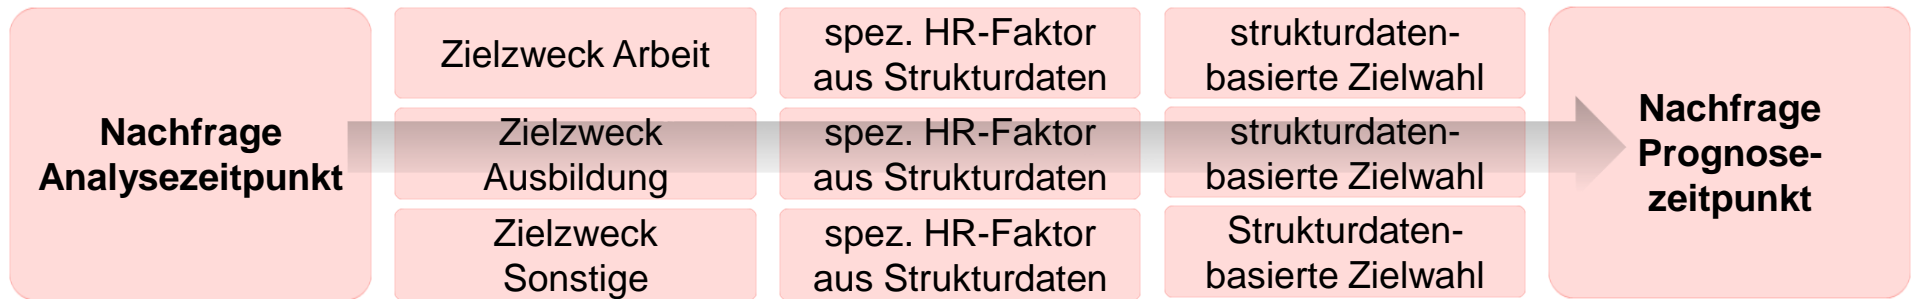 Nachfrage
Analysezeitpunkt
Zielzweck Arbeit
spez. HR-Faktor
aus Strukturdaten
strukturdaten-
basierte Zielwahl
Zielzweck
Ausbildung
spez. HR-Faktor
aus Strukturdaten
strukturdaten-
basierte Zielwahl
Zielzweck
Sonstige
spez. HR-Faktor
aus Strukturdaten
Strukturdaten-
basierte Zielwahl
Nachfrage
Prognose-
zeitpunkt